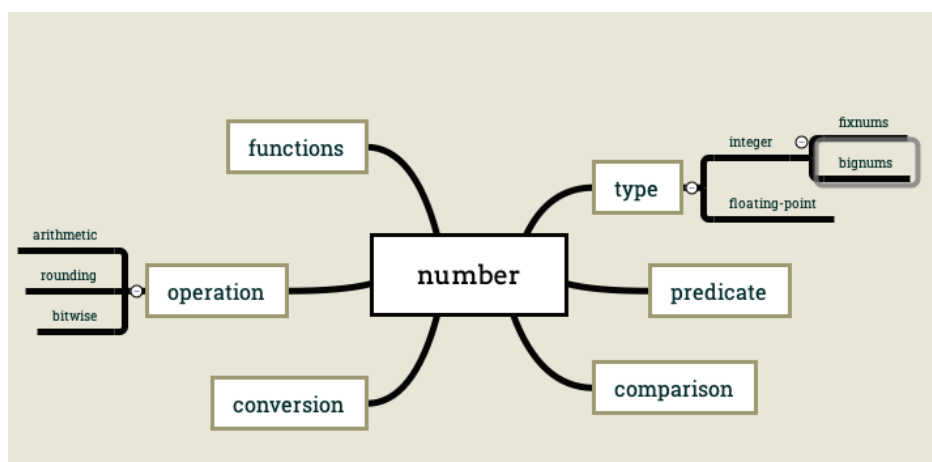 fixnums
functions
integer
bignums
type
floating-point
arithmetic
number
rounding
operation
predicate
bitwise
comparison
conversion